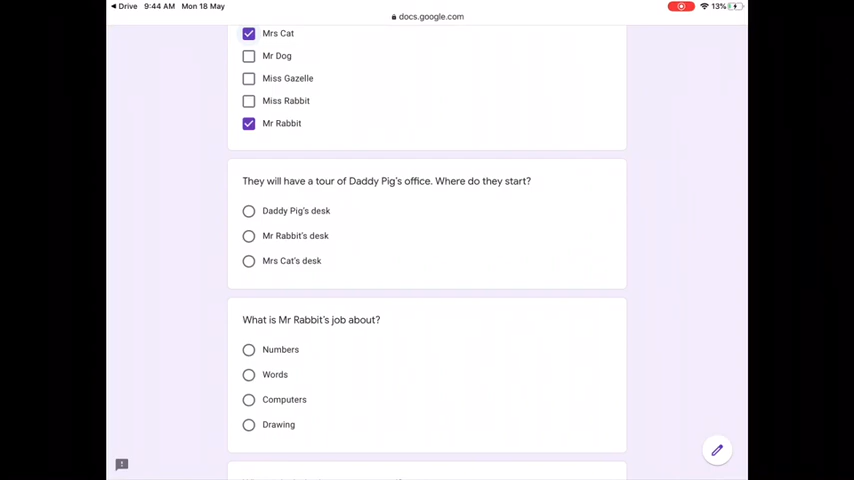 Drive 9:44 AM Mon 18 May 13%
docs.google.com
Mrs Cat
Mr Dog
Miss Gazelle
Miss Rabbit
Mr Rabbit
They will have a tour of Daddy Pig's office. Where do they start?
Daddy Pig's desk
Mr Rabbit's desk
Mrs Cat's desk
What is Mr Rabbit's job about?
Numbers
Words
Computers
Drawing